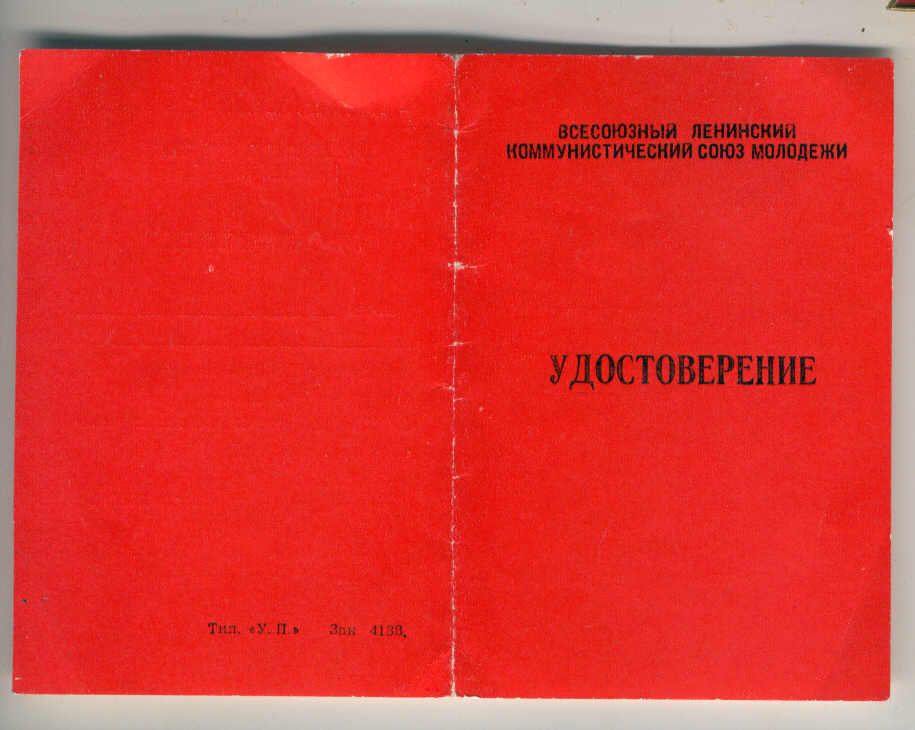 ВСЕСОЮЗНЫЙ ЛЕНИНСКИЙ
КОММУНИСТИЧЕСКИЙ СОЮЗ МОЛОДЕЖИ
УДОСТОВЕРЕНИЕ
Тип. «У. П.» Зак 4133.